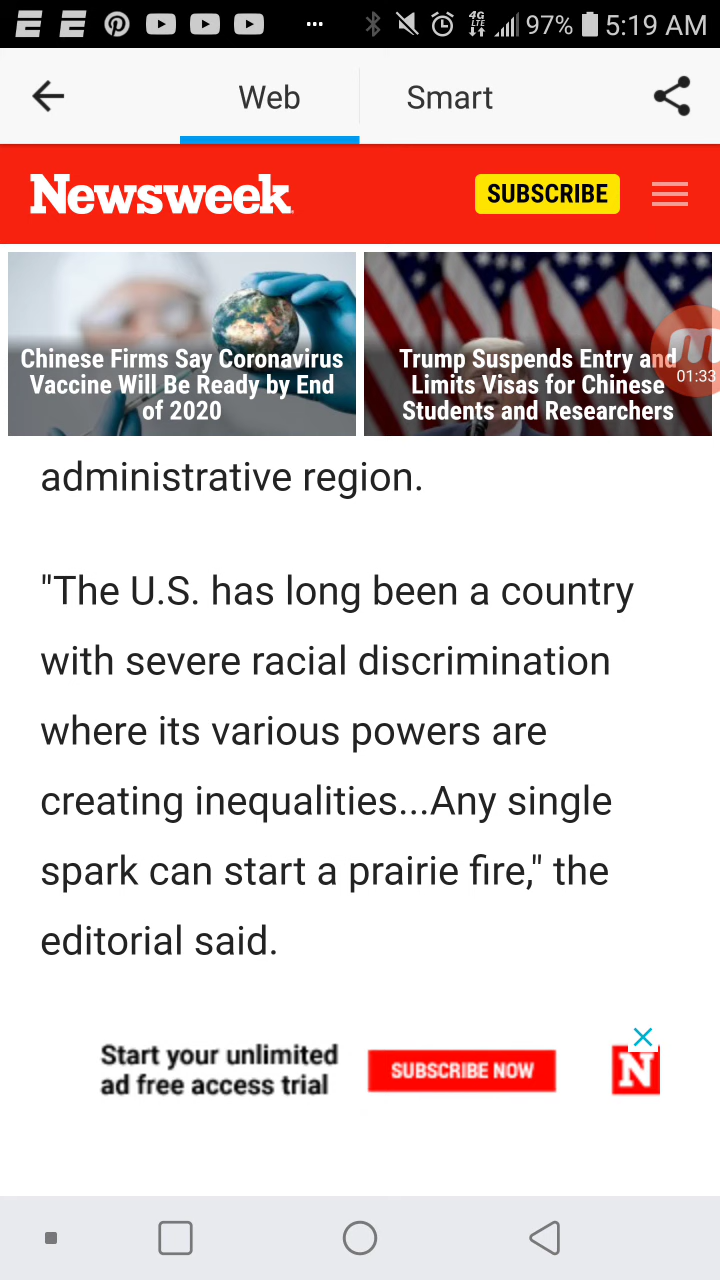 ... 4G LTE 97% 5:19 AM
Web Smart
Newsweek SUBSCRIBE
Chinese Firms Say Coronavirus
Vaccine Will Be Ready by End
of 2020
Trump Suspends Entry and
Limits Visas for Chinese
Students and Researchers
01:33
administrative region.
"The U.S. has long been a country
with severe racial discrimination
where its various powers are
creating inequalities...Any single
spark can start a prairie fire," the
editorial said.
Start your unlimited
ad free access trial
SUBSCRIBE NOW
N